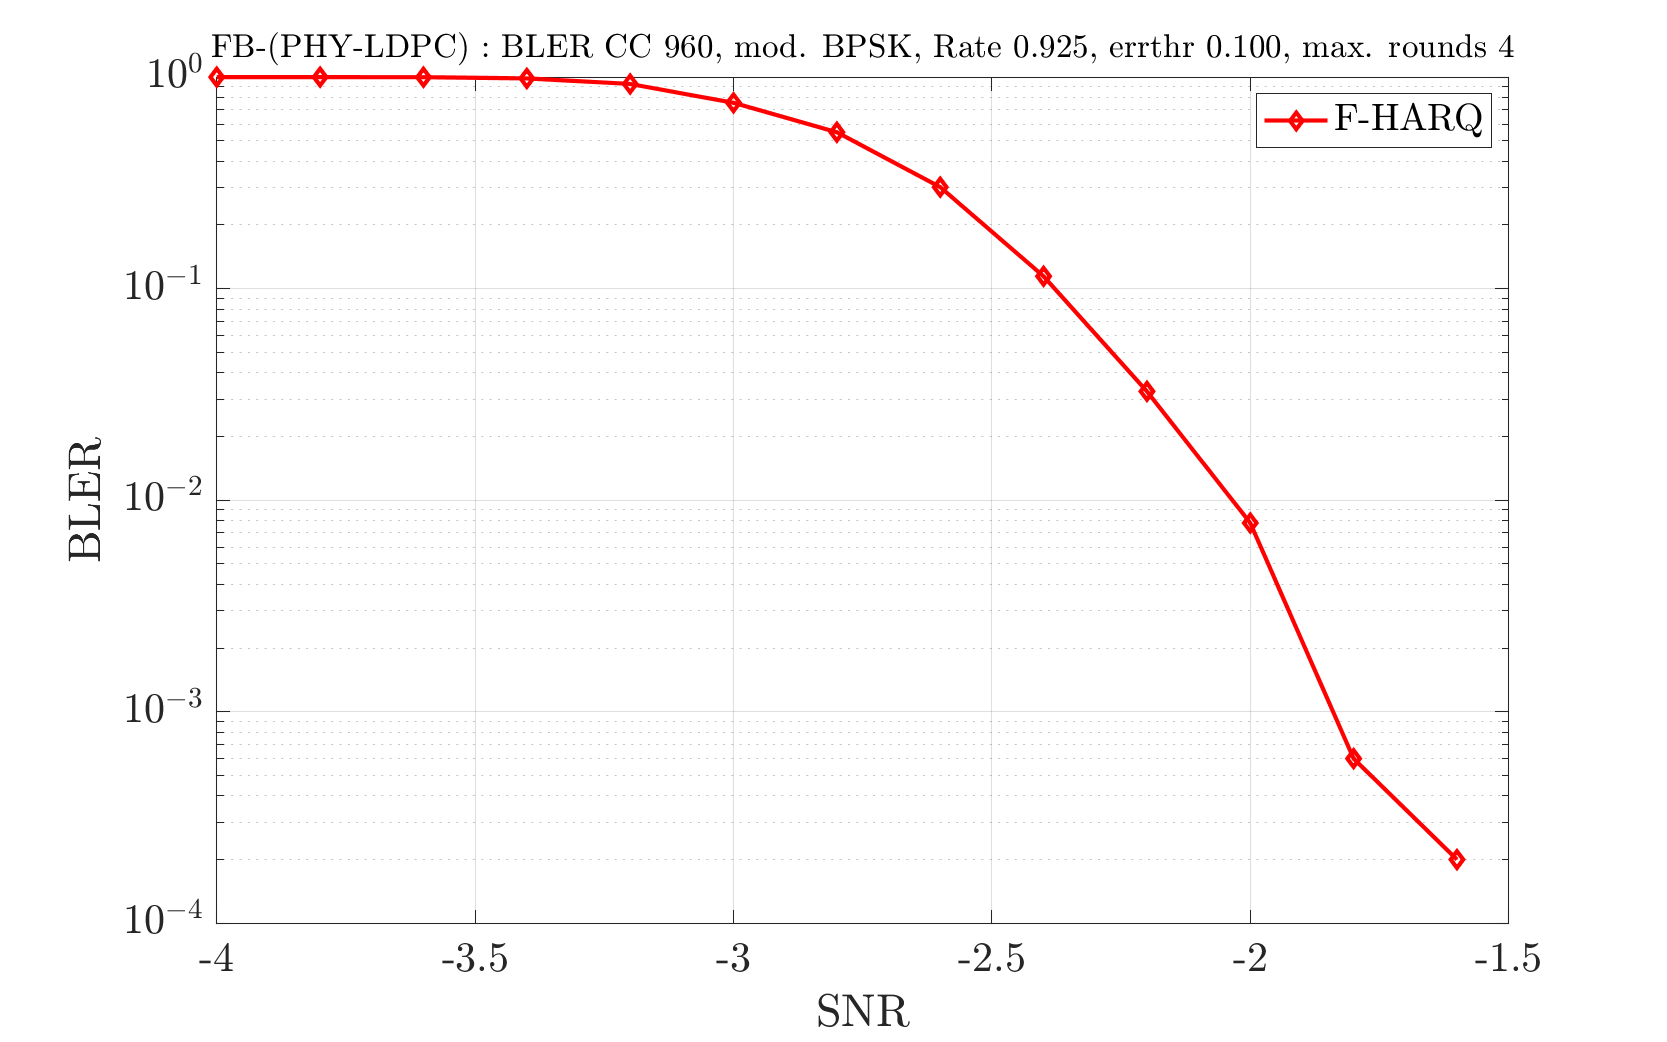 FB-(PHY-LDPC) : BLER CC 960, mod. BPSK, Rate 0.925, errthr 0.100, max. rounds 4
10^0
F-HARQ
10^−1
10^−2
10^−3
10^−4
BLER
-4 -3.5 -3 -2.5 -2 -1.5
SNR